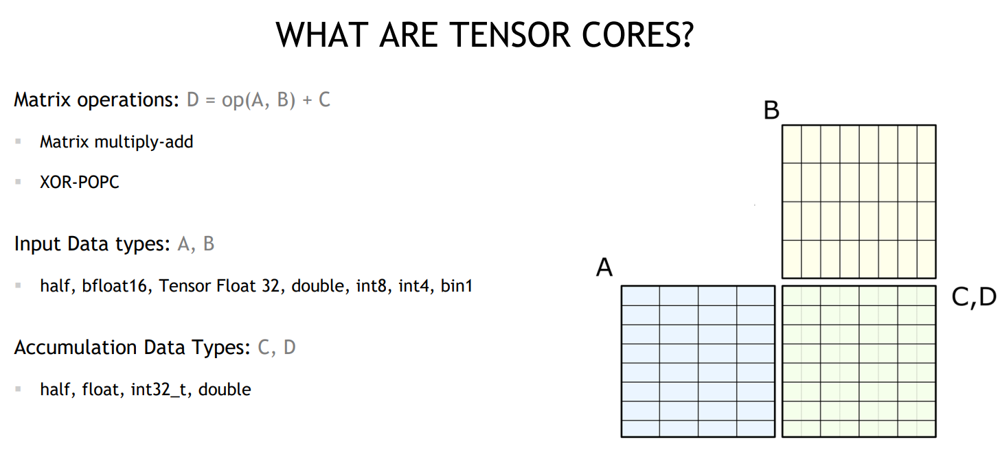 WHAT ARE TENSOR CORES?
Matrix operations: D = op(A, B) + C
▪ Matrix multiply-add
▪ XOR-POPC
Input Data types: A, B
▪ half, bfloat16, Tensor Float 32, double, int8, int4, bin1
Accumulation Data Types: C, D
▪ half, float, int32_t, double
B
A
C,D